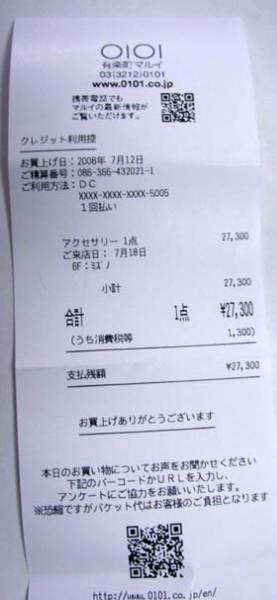 OIOI
有楽町マルイ
03(3212)0101
www.0101.co.jp
携帯電話でも
マルイの最新情報が
ご覧いただけます。
クレジット利用控
お買上げ日：2008年 7月12日
ご精算番号：086-366-432021-1
ご利用方法：DC
XXXX-XXXX-XXXX-5005
1回払い
アクセサリー 1点 27,300
ご来店日： 7月18日
6F：ﾐｽﾞﾉ
小計 27,300
合計 1点 ¥27,300
(うち消費税等 1,300)
支払残額 ¥27,300
お買上げありがとうございます
本日のお買い物についてお声をお聞かせください
下記のバーコードかURLを入力し、
アンケートにご協力をお願いいたします。
※恐縮ですがパケット代はお客様のご負担となります
http://www.0101.co.jp/en/